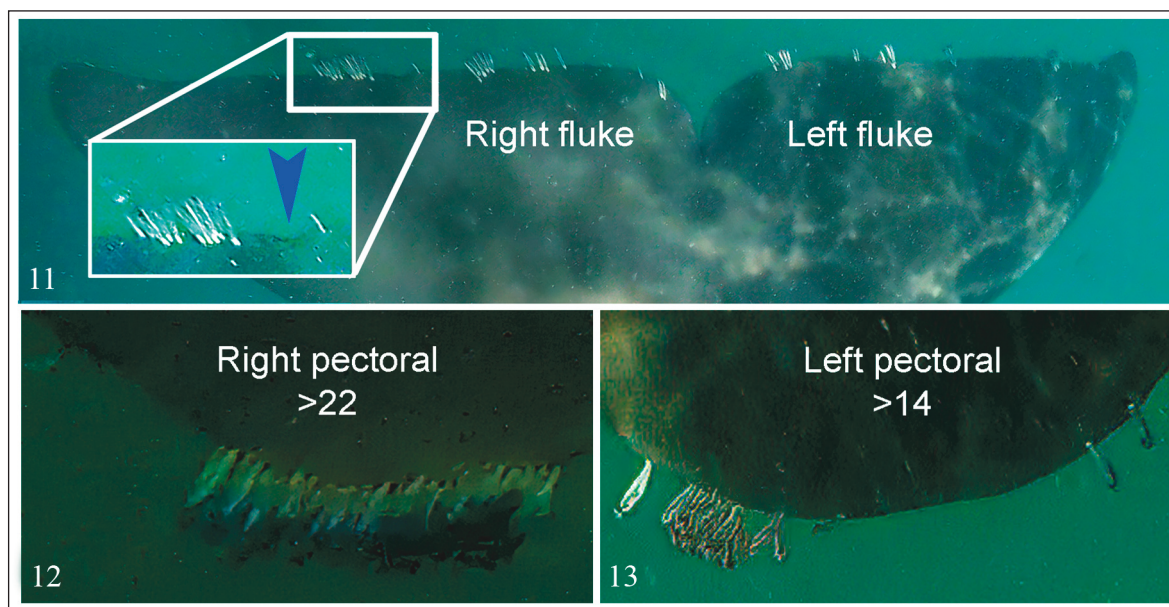 Right fluke
Left fluke
11
Right pectoral
>22
12
Left pectoral
>14
13